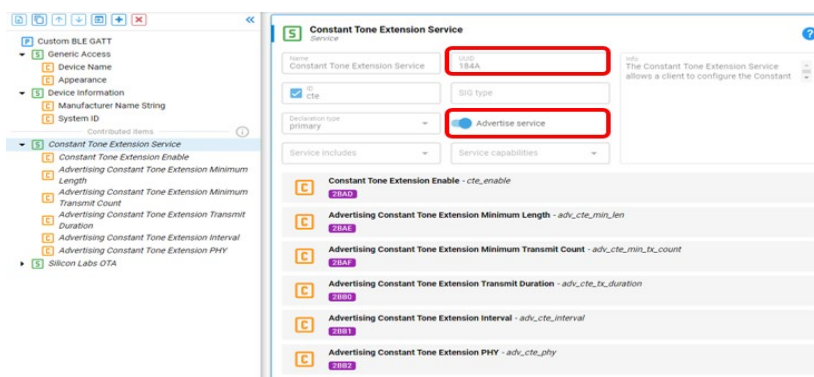 Custom BLE GATT
S Generic Access
C Device Name
C Appearance
S Device Information
C Manufacturer Name String
C System ID
Contributed items
S Constant Tone Extension Service
C Constant Tone Extension Enable
C Advertising Constant Tone Extension Minimum
Length
C Advertising Constant Tone Extension Minimum
Transmit Count
C Advertising Constant Tone Extension Transmit
Duration
C Advertising Constant Tone Extension Interval
C Advertising Constant Tone Extension PHY
S Silicon Labs OTA
S Constant Tone Extension Service
Service
Name
Constant Tone Extension Service
UUID
184A
Info
The Constant Tone Extension Service
allows a client to configure the Constant
ID
cte
SIG type
Declaration type
primary
Advertise service
Service includes
Service capabilities
C Constant Tone Extension Enable - cte_enable
2BAD
C Advertising Constant Tone Extension Minimum Length - adv_cte_min_len
2BAE
C Advertising Constant Tone Extension Minimum Transmit Count - adv_cte_min_tx_count
2BAF
C Advertising Constant Tone Extension Transmit Duration - adv_cte_tx_duration
2BB0
C Advertising Constant Tone Extension Interval - adv_cte_interval
2BB1
C Advertising Constant Tone Extension PHY - adv_cte_phy
2BB2